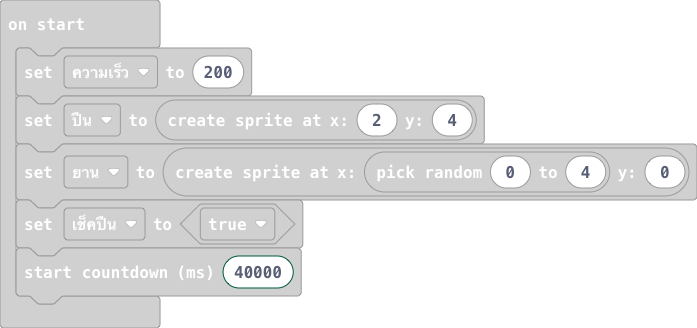 on start
set ความเร็ว to 200
set ปืน to create sprite at x: 2 y: 4
set ยาน to create sprite at x: pick random 0 to 4 y: 0
set เช็คปืน to true
start countdown (ms) 40000